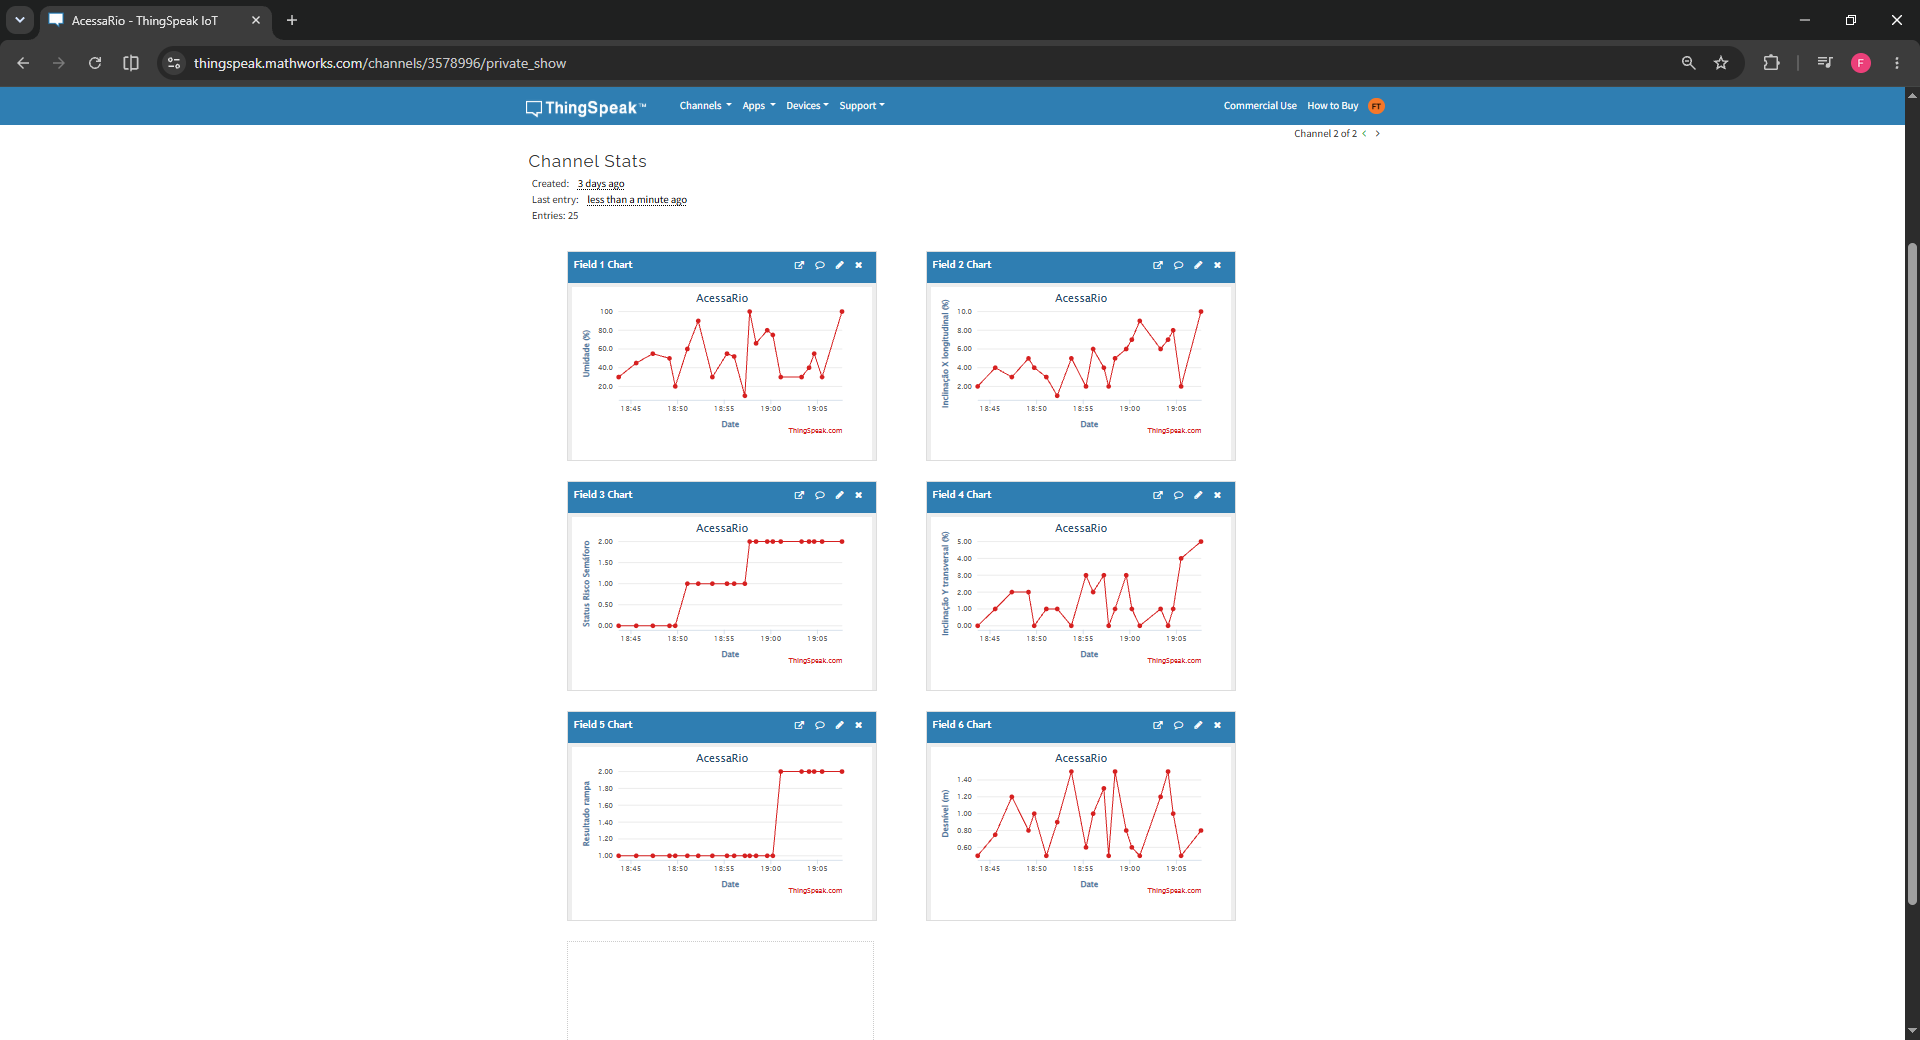 AcessaRio - ThingSpeak IoT
thingspeak.mathworks.com/channels/3578996/private_show
F
ThingSpeak™ Channels Apps Devices Support Commercial Use How to Buy FT
Channel 2 of 2
Channel Stats
Created: 3 days ago
Last entry: less than a minute ago
Entries: 25
Field 1 Chart
AcessaRio
Umidade (%)
100
80.0
60.0
40.0
20.0
18:45 18:50 18:55 19:00 19:05
Date
ThingSpeak.com
Field 2 Chart
AcessaRio
Inclinação X longitudinal (%)
10.0
8.00
6.00
4.00
2.00
18:45 18:50 18:55 19:00 19:05
Date
ThingSpeak.com
Field 3 Chart
AcessaRio
Status Risco Semáforo
2.00
1.50
1.00
0.50
0.00
18:45 18:50 18:55 19:00 19:05
Date
ThingSpeak.com
Field 4 Chart
AcessaRio
Inclinação Y transversal (%)
5.00
4.00
3.00
2.00
1.00
0.00
18:45 18:50 18:55 19:00 19:05
Date
ThingSpeak.com
Field 5 Chart
AcessaRio
Resultado rampa
2.00
1.80
1.60
1.40
1.20
1.00
18:45 18:50 18:55 19:00 19:05
Date
ThingSpeak.com
Field 6 Chart
AcessaRio
Desnível (m)
1.40
1.20
1.00
0.80
0.60
18:45 18:50 18:55 19:00 19:05
Date
ThingSpeak.com